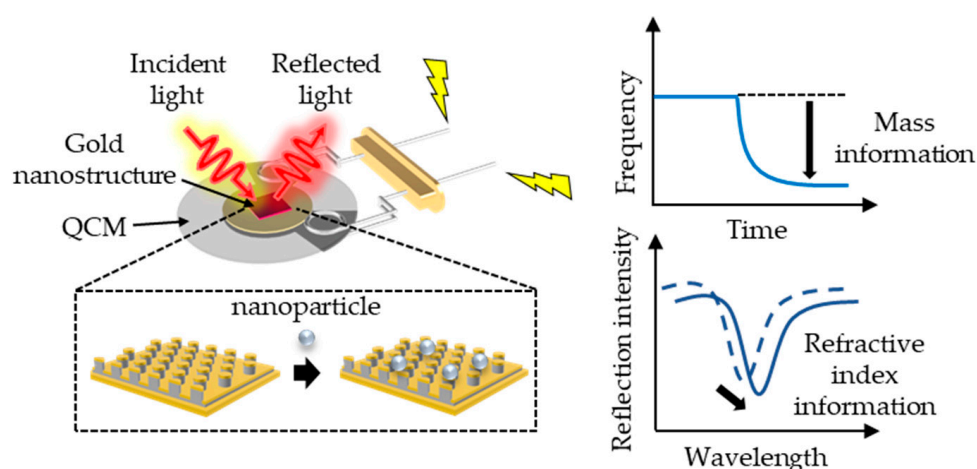 Incident
light
Reflected
light
Gold
nanostructure
QCM
nanoparticle
Frequency
Mass
information
Time
Reflection intensity
Refractive
index
information
Wavelength